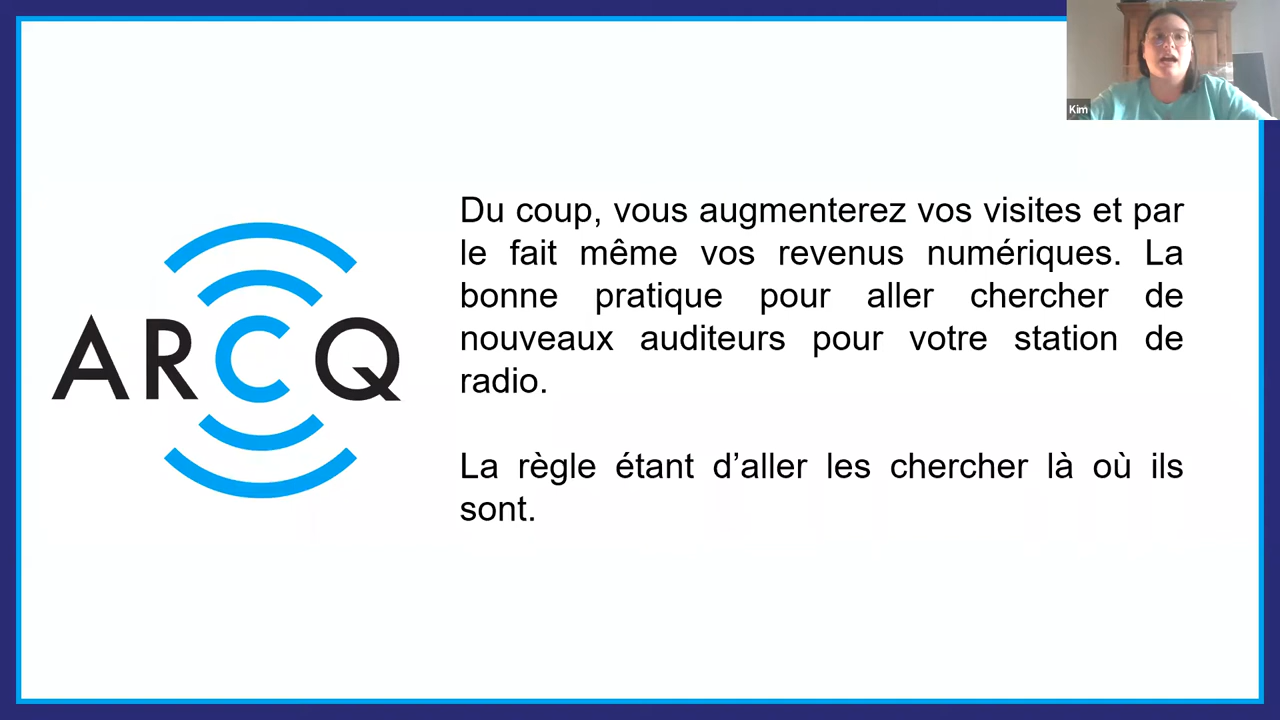 Kim
Du coup, vous augmenterez vos visites et par
le fait même vos revenus numériques. La
bonne pratique pour aller chercher de
nouveaux auditeurs pour votre station de
radio.
La règle étant d’aller les chercher là où ils
sont.
ARCQ